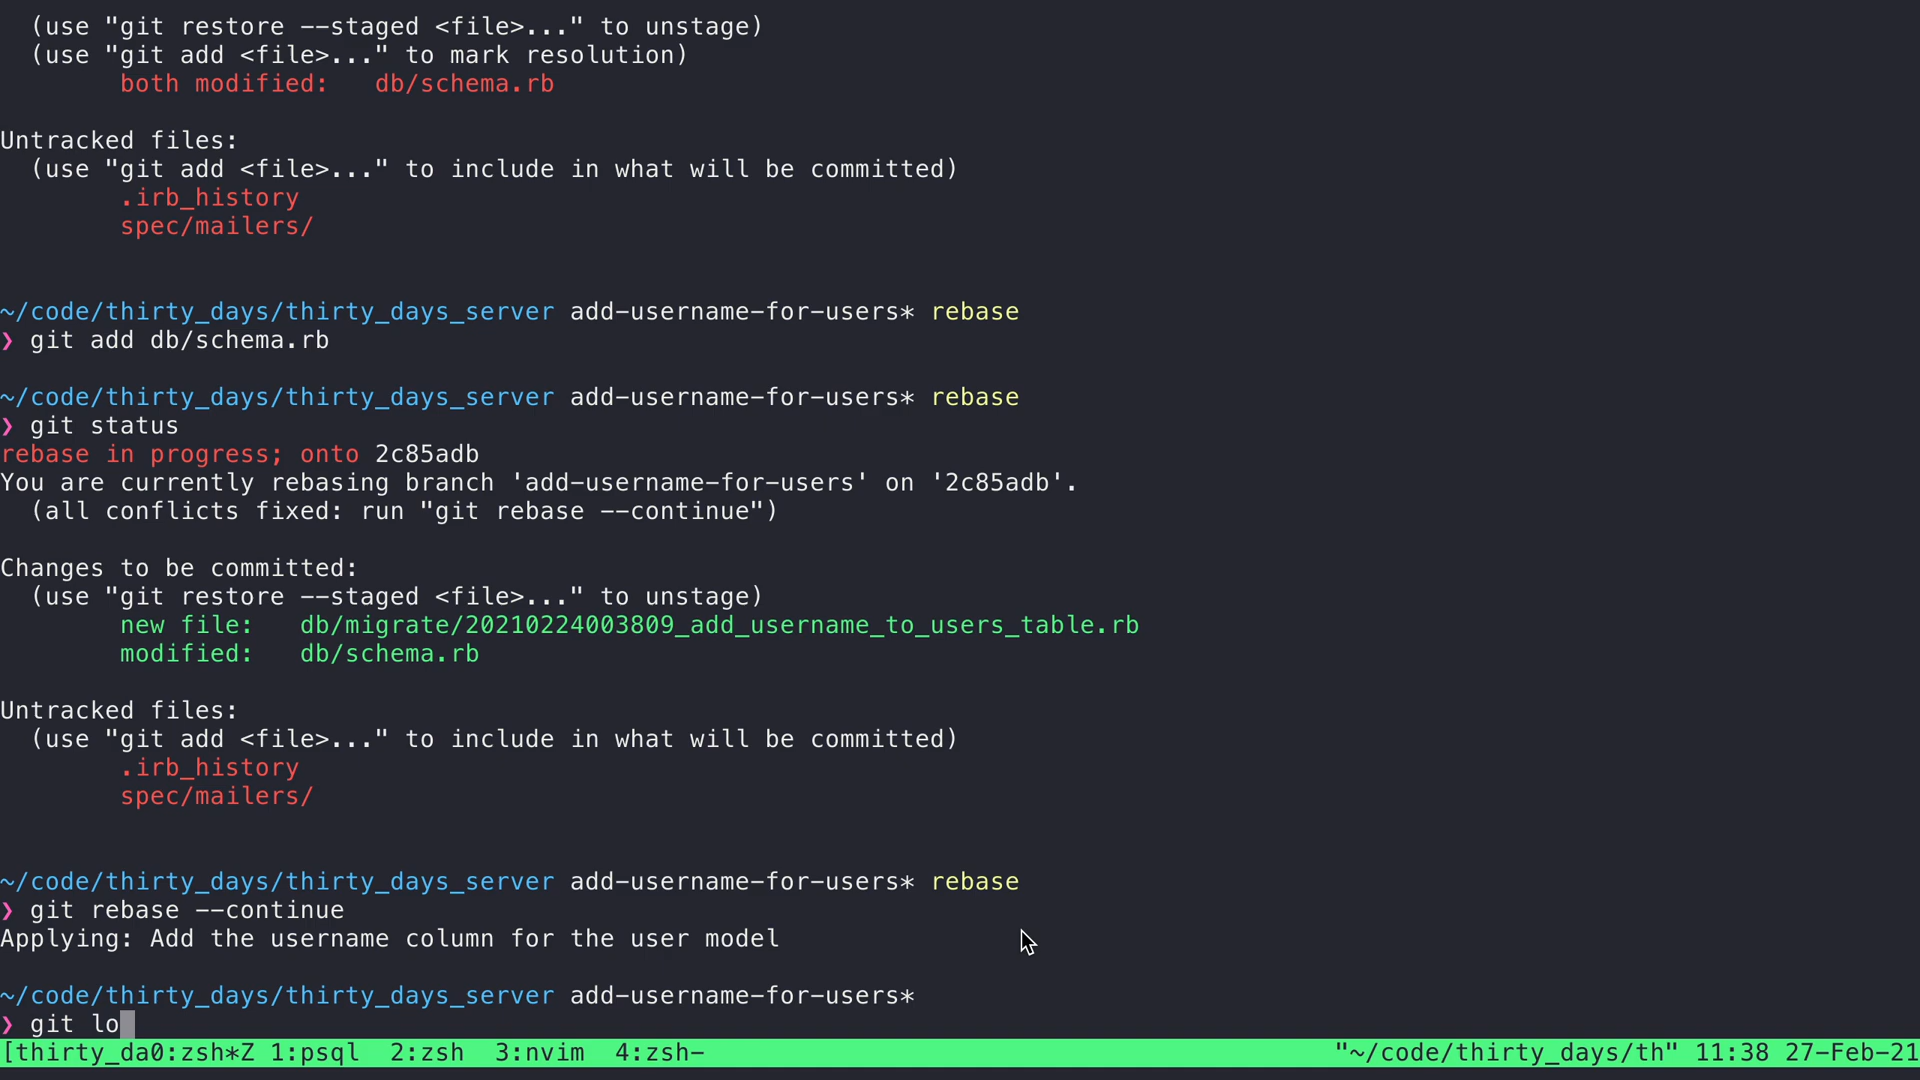 (use "git restore --staged <file>..." to unstage)
(use "git add <file>..." to mark resolution)
both modified:   db/schema.rb
Untracked files:
(use "git add <file>..." to include in what will be committed)
.irb_history
spec/mailers/
~/code/thirty_days/thirty_days_server add-username-for-users* rebase
❯ git add db/schema.rb
~/code/thirty_days/thirty_days_server add-username-for-users* rebase
❯ git status
rebase in progress; onto 2c85adb
You are currently rebasing branch 'add-username-for-users' on '2c85adb'.
(all conflicts fixed: run "git rebase --continue")
Changes to be committed:
(use "git restore --staged <file>..." to unstage)
new file:   db/migrate/20210224003809_add_username_to_users_table.rb
modified:   db/schema.rb
Untracked files:
(use "git add <file>..." to include in what will be committed)
.irb_history
spec/mailers/
~/code/thirty_days/thirty_days_server add-username-for-users* rebase
❯ git rebase --continue
Applying: Add the username column for the user model
~/code/thirty_days/thirty_days_server add-username-for-users*
❯ git lo
[thirty_da0:zsh*Z 1:psql  2:zsh  3:nvim  4:zsh- "~/code/thirty_days/th" 11:38 27-Feb-21